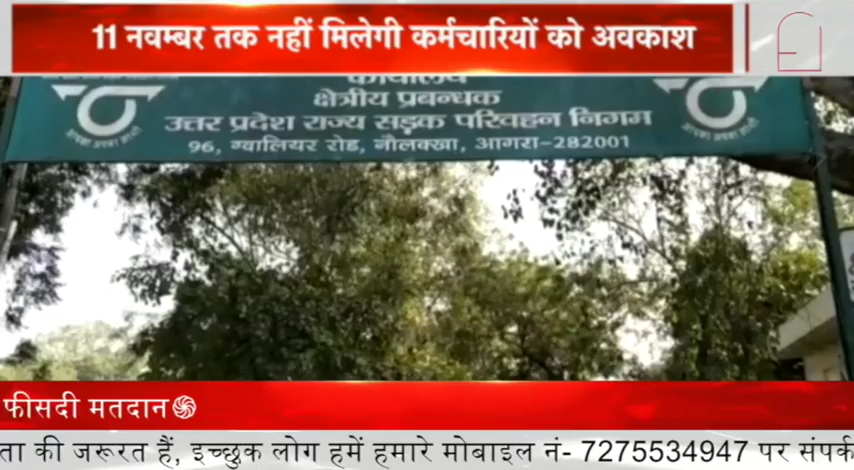 11 नवम्बर तक नहीं मिलेगी कर्मचारियों को अवकाश
कार्यालय
क्षेत्रीय प्रबन्धक
उत्तर प्रदेश राज्य सड़क परिवहन निगम
96, ग्वालियर रोड, नौलक्खा, आगरा-282001
फीसदी मतदान
ता की जरूरत हैं, इच्छुक लोग हमें हमारे मोबाइल नं- 7275534947 पर संपर्क